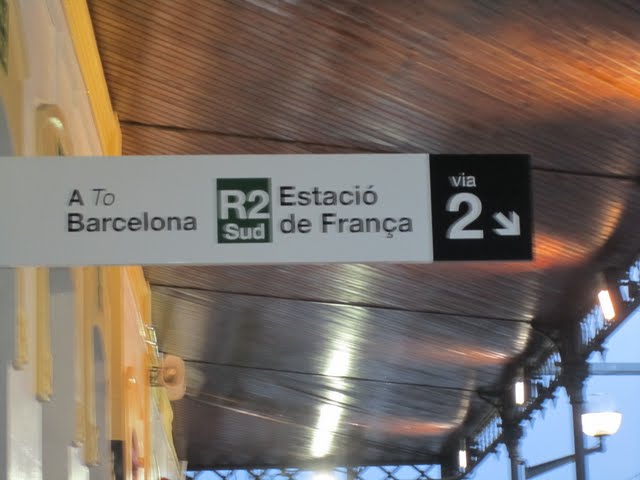 A To
Barcelona
R2
Sud
Estació
de França
via
2